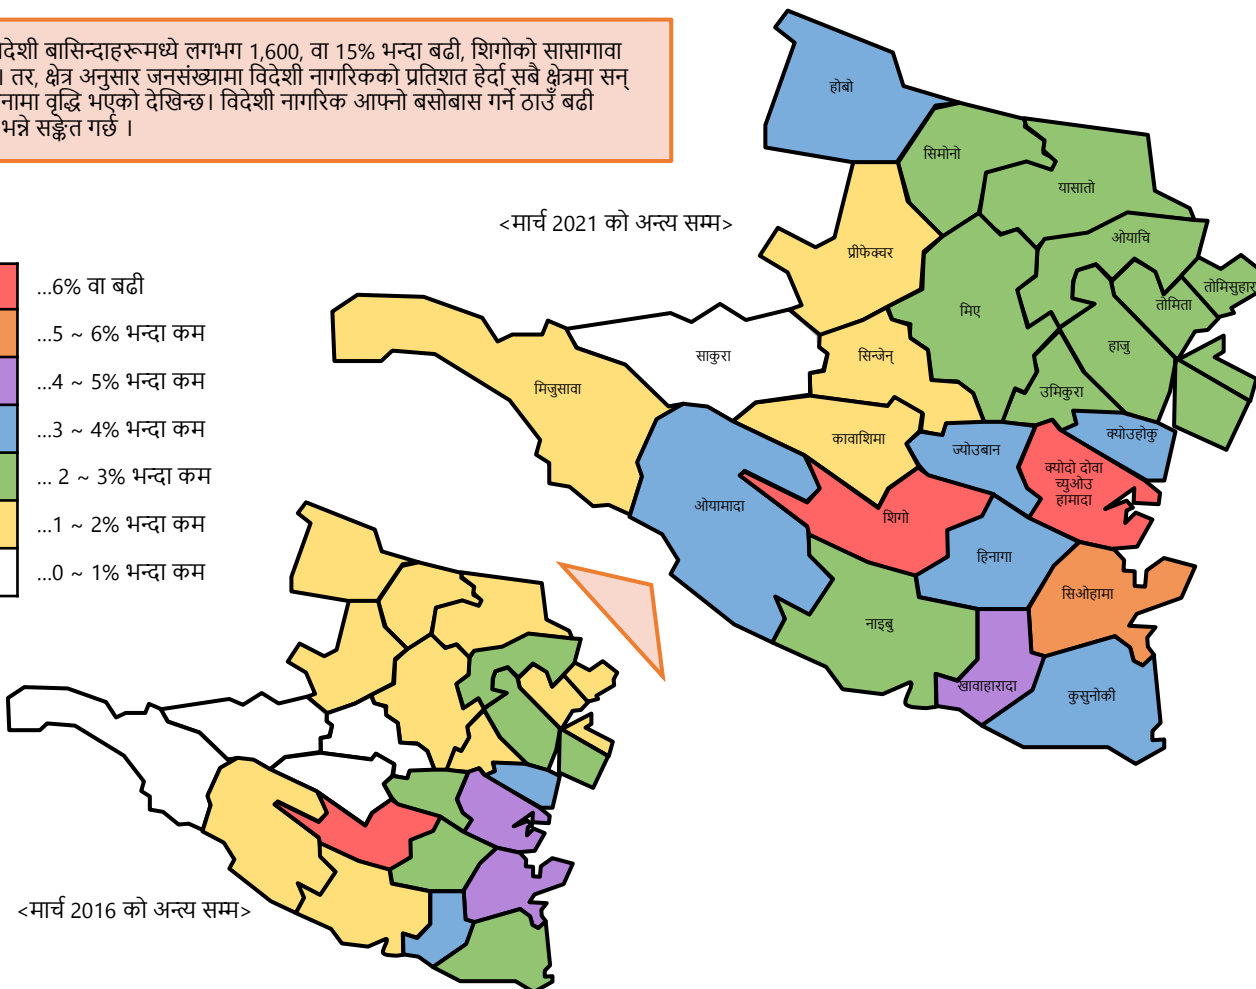 देशी बासिन्दाहरूमध्ये लगभग 1,600, वा 15% भन्दा बढी, शिगोको सासागावा
। तर, क्षेत्र अनुसार जनसंख्यामा विदेशी नागरिकको प्रतिशत हेर्दा सबै क्षेत्रमा सन्
नामा वृद्धि भएको देखिन्छ। विदेशी नागरिक आफ्नो बसोबास गर्ने ठाउँ बढी
भन्ने सङ्केत गर्छ ।
<मार्च 2021 को अन्त्य सम्म>
...6% वा बढी
...5 ~ 6% भन्दा कम
...4 ~ 5% भन्दा कम
...3 ~ 4% भन्दा कम
... 2 ~ 3% भन्दा कम
...1 ~ 2% भन्दा कम
...0 ~ 1% भन्दा कम
होबो
सिमोनो
यासातो
ओयाचि
प्रीफेक्चर
तोमिसुहार
तोमिता
मिए
हाजु
साकुरा
सिन्जेन्
मिजुसावा
उमिकुरा
कावाशिमा
ज्योउबान
क्योउहोकु
क्योदो दोवा
च्युओउ
हामादा
ओयामादा
शिगो
हिनागा
सिओहामा
नाइबु
खावाहारादा
कुसुनोकी
<मार्च 2016 को अन्त्य सम्म>